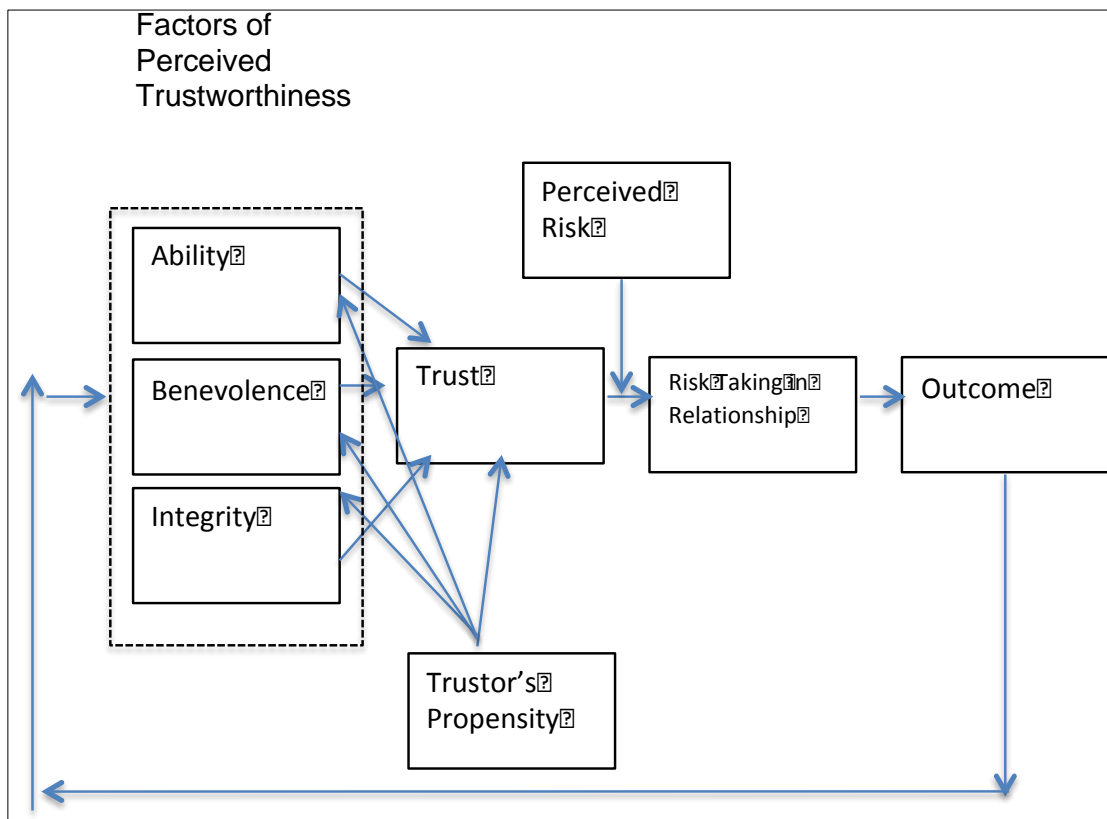 Factors of
Perceived
Trustworthiness
Perceived⍰
Risk⍰
Ability⍰
Benevolence⍰
Trust⍰
Risk⍰Taking⍰In⍰
Relationship⍰
Outcome⍰
Integrity⍰
Trustor’s⍰
Propensity⍰